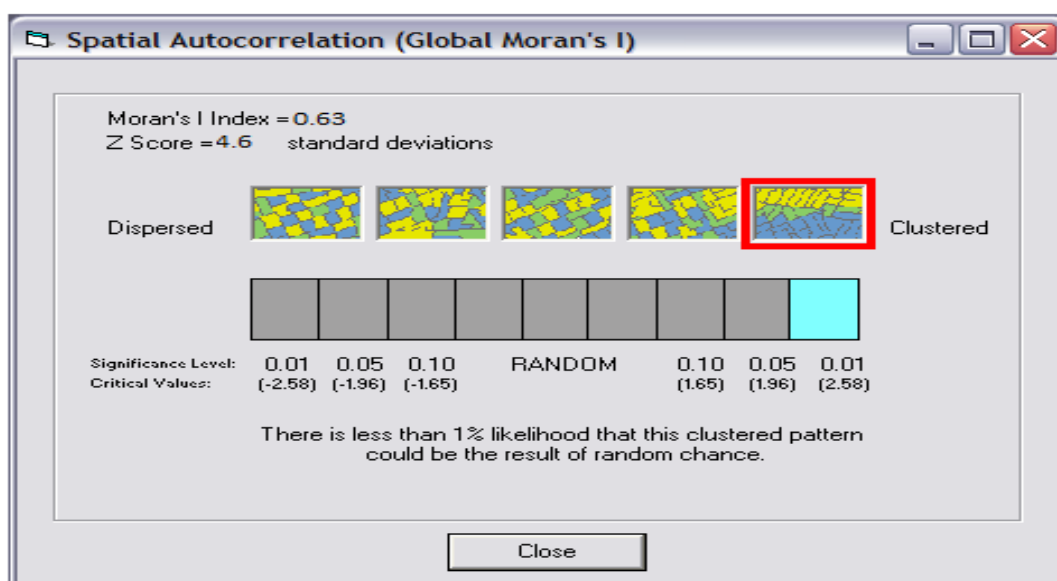 Spatial Autocorrelation (Global Moran's I)
Moran's I Index = 0.63
Z Score = 4.6 standard deviations
Dispersed
Clustered
Significance Level: 0.01 0.05 0.10 RANDOM 0.10 0.05 0.01
Critical Values: (-2.58) (-1.96) (-1.65) (1.65) (1.96) (2.58)
There is less than 1% likelihood that this clustered pattern
could be the result of random chance.
Close